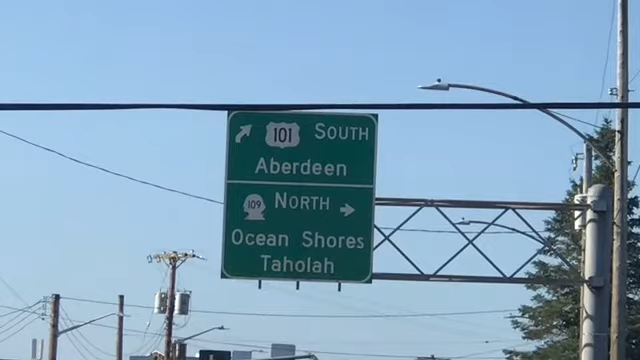 101 SOUTH
Aberdeen
109 NORTH
Ocean Shores
Taholah